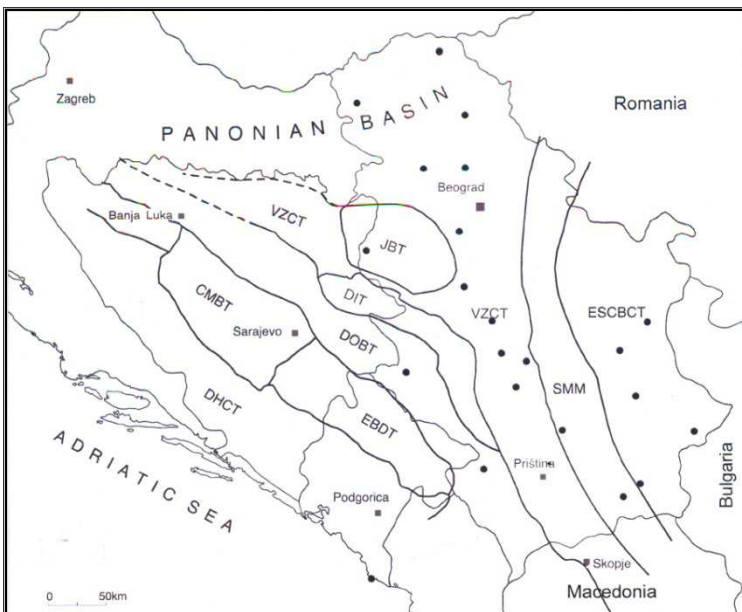 Zagreb
Romania
PANONIAN BASIN
Beograd
Banja Luka
VZCT
JBT
DIT
CMBT
VZCT
ESCBCT
Sarajevo
DOBT
DHCT
EBDT
SMM
ADRIATIC SEA
Priština
Bulgaria
Podgorica
Skopje
0 50km
Macedonia